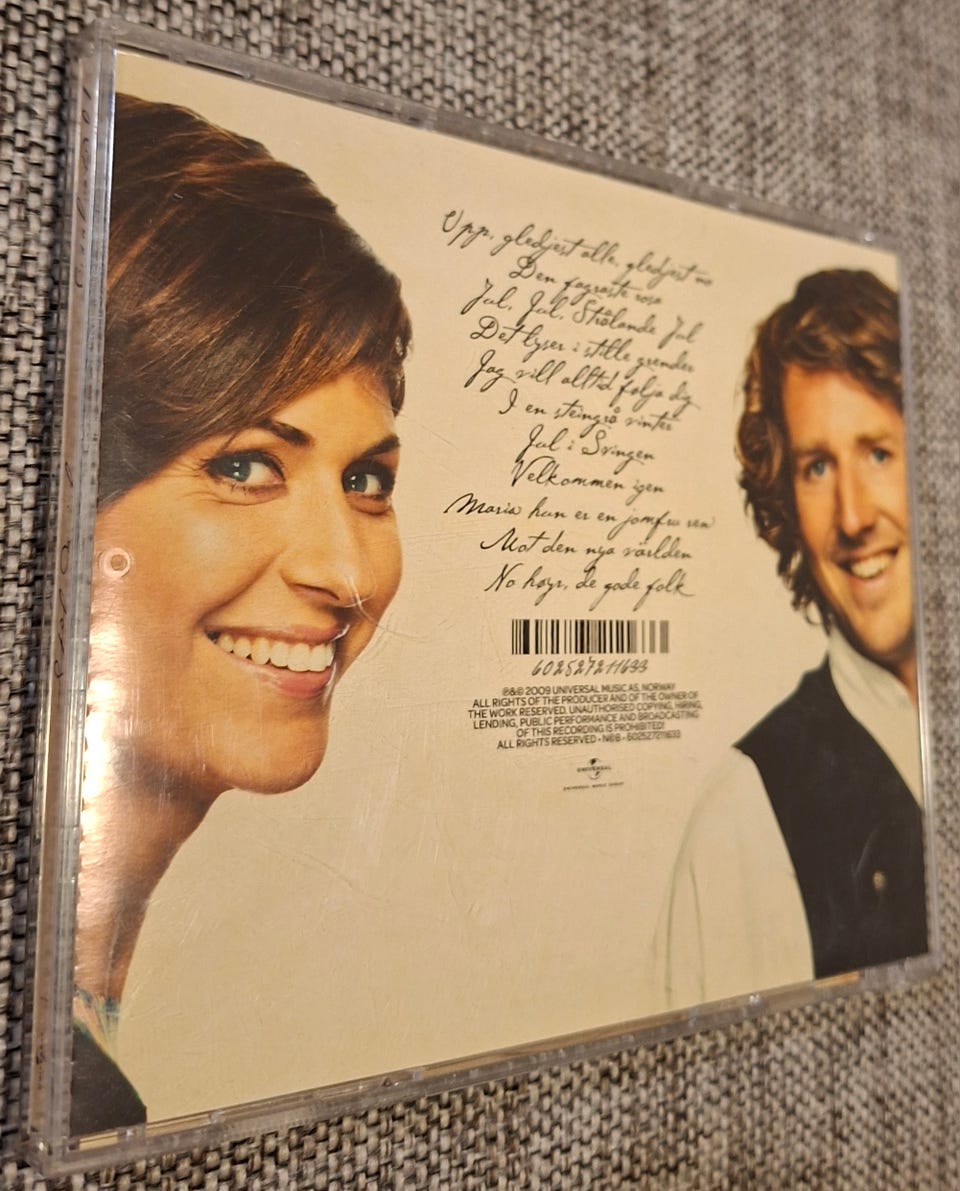 Upp, gledjest alle, gledjest no
Den fagraste rosa
Jul, Jul, Strålande Jul
Det lyser i stille grender
Jag vill alltid följa dig
I en steingrå vinter
Jul i Svingen
Velkommen igen
Maria hun er en jomfru ren
Mot den nya världen
No høyr, de gode folk
602527211633
℗&© 2009 UNIVERSAL MUSIC AS, NORWAY
ALL RIGHTS OF THE PRODUCER AND OF THE OWNER OF
THE WORK RESERVED. UNAUTHORISED COPYING, HIRING,
LENDING, PUBLIC PERFORMANCE AND BROADCASTING
OF THIS RECORDING IS PROHIBITED!
ALL RIGHTS RESERVED • NCB • 602527211633
UNIVERSAL
UNIVERSAL MUSIC GROUP